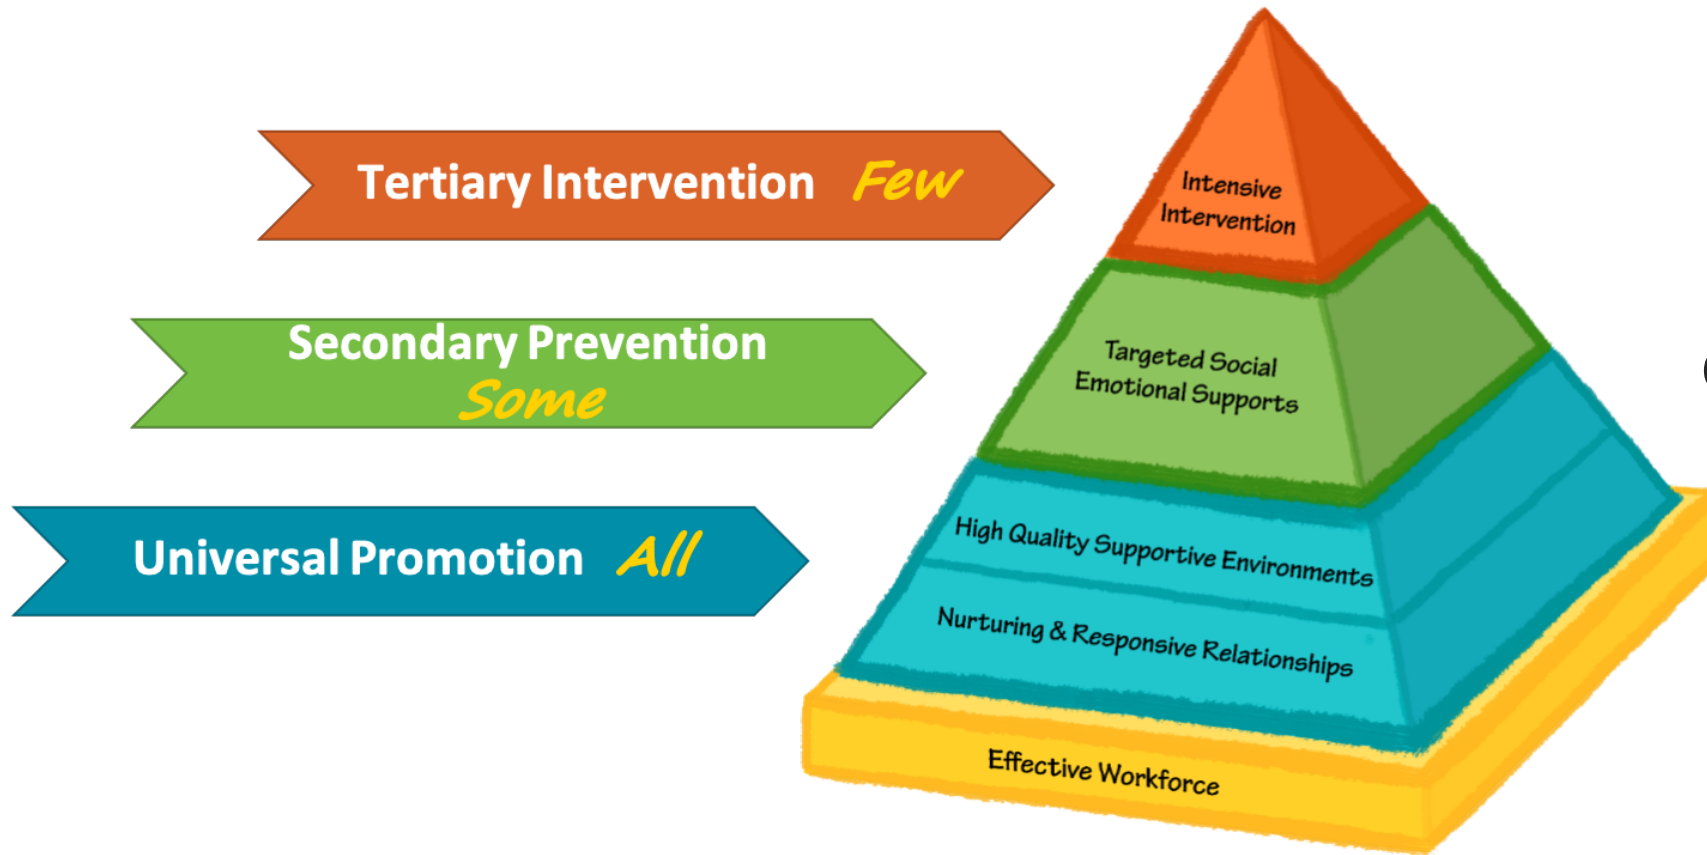 Tertiary Intervention Few
Intensive
Intervention
Secondary Prevention
Some
Targeted Social
Emotional Supports
Universal Promotion All
High Quality Supportive Environments
Nurturing & Responsive Relationships
Effective Workforce